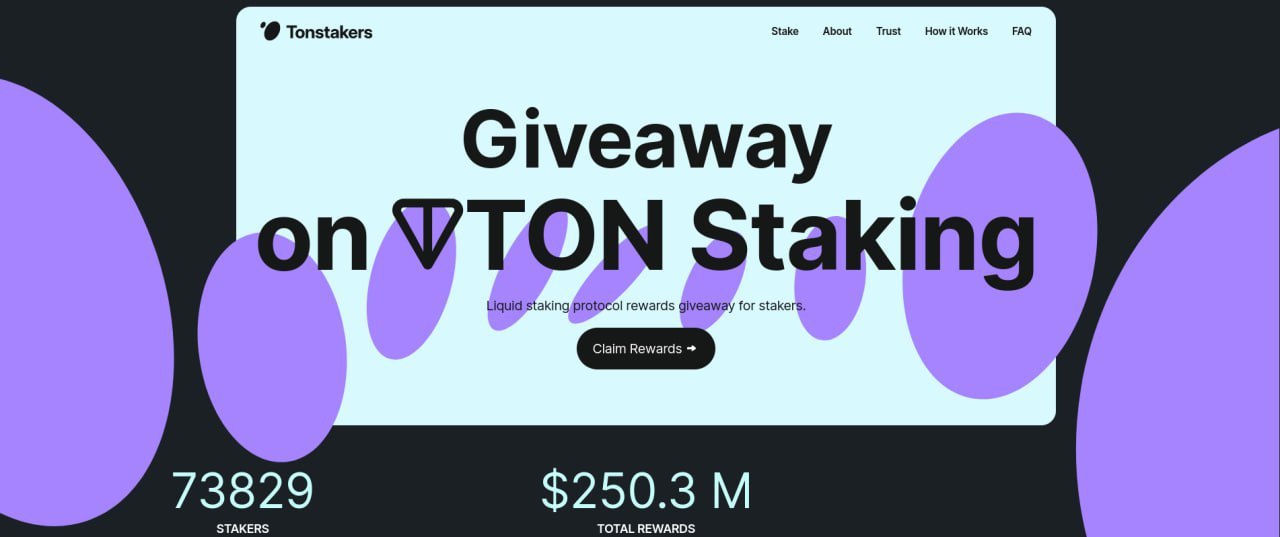 Tonstakers
Stake About Trust How it Works FAQ
Giveaway
on TON Staking
Liquid staking protocol rewards giveaway for stakers.
Claim Rewards
73829 $250.3 M
STAKERS TOTAL REWARDS